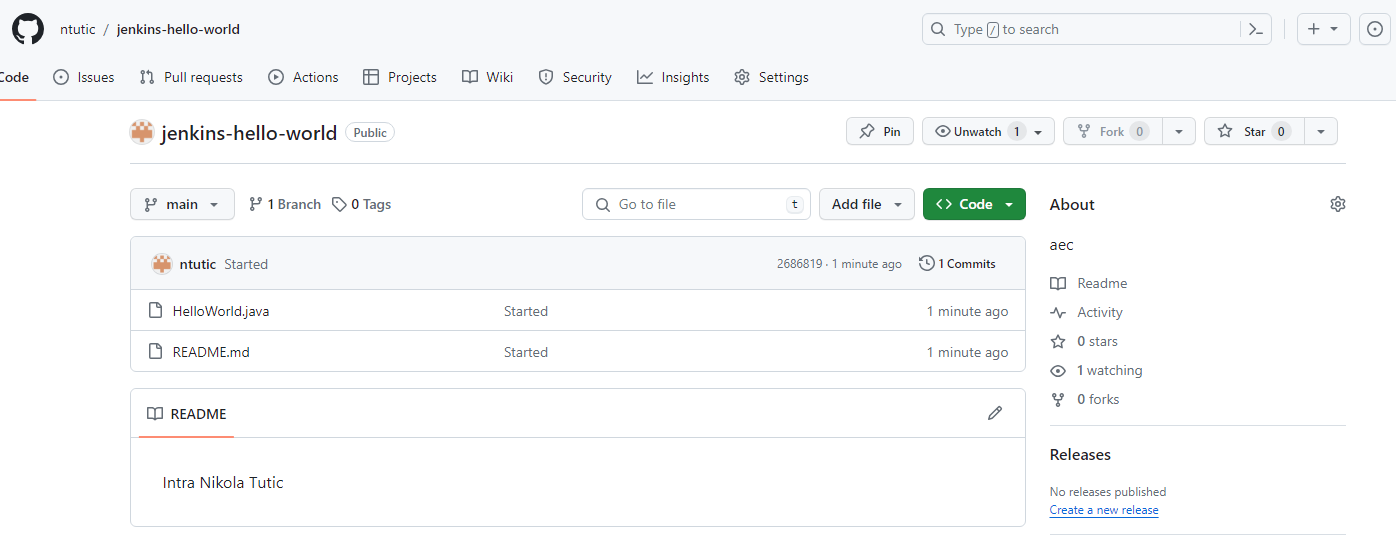 ntutic / jenkins-hello-world Type / to search
Code Issues Pull requests Actions Projects Wiki Security Insights Settings
jenkins-hello-world Public Pin Unwatch 1 Fork 0 Star 0
main 1 Branch 0 Tags Go to file t Add file Code
ntutic Started 2686819 · 1 minute ago 1 Commits
HelloWorld.java Started 1 minute ago
README.md Started 1 minute ago
README
Intra Nikola Tutic
About
aec
Readme
Activity
0 stars
1 watching
0 forks
Releases
No releases published
Create a new release